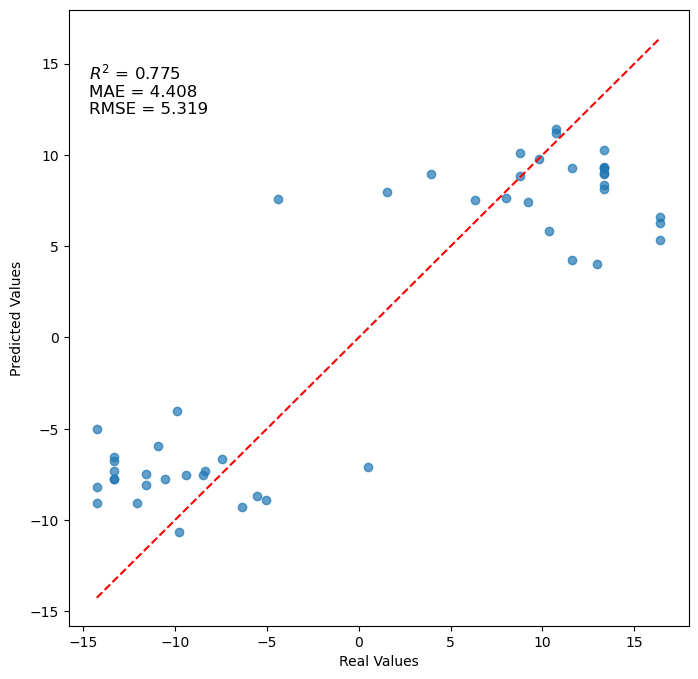 R² = 0.775
MAE = 4.408
RMSE = 5.319
15
10
5
0
−5
−10
−15
Predicted Values
−15 −10 −5 0 5 10 15
Real Values